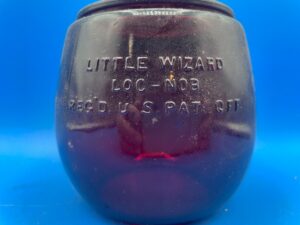 LITTLE WIZARD
LOC-NOB
REG'D. U.S. PAT. OFF.